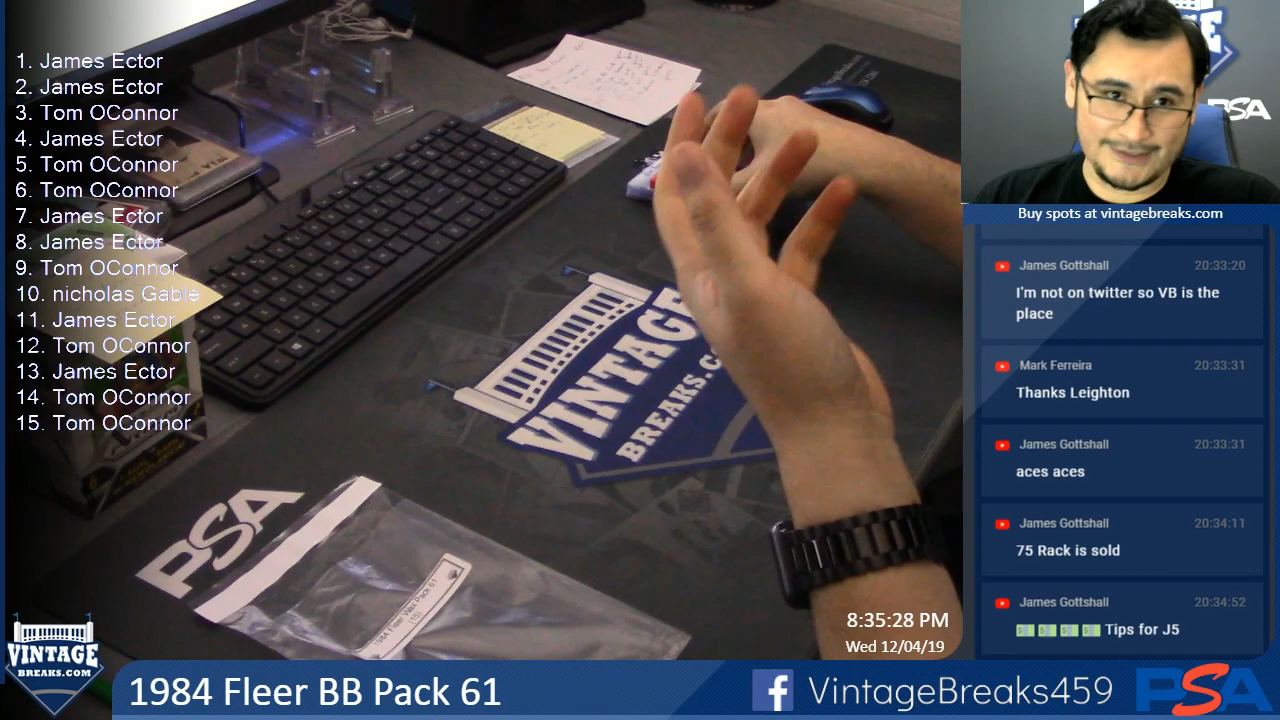 1. James Ector
2. James Ector
3. Tom OConnor
4. James Ector
5. Tom OConnor
6. Tom OConnor
7. James Ector
8. James Ector
9. Tom OConnor
10. nicholas Gable
11. James Ector
12. Tom OConnor
13. James Ector
14. Tom OConnor
15. Tom OConnor
PSA
Buy spots at vintagebreaks.com
James Gottshall 20:33:20
I'm not on twitter so VB is the
place
Mark Ferreira 20:33:31
Thanks Leighton
James Gottshall 20:33:31
aces aces
James Gottshall 20:34:11
75 Rack is sold
James Gottshall 20:34:52
Tips for J5
VINTAGE
BREAKS.C
PSA
1984 Fleer Wax Pack 61
(15)
8:35:28 PM
Wed 12/04/19
VINTAGE
BREAKS.COM
1984 Fleer BB Pack 61
f VintageBreaks459
PSA